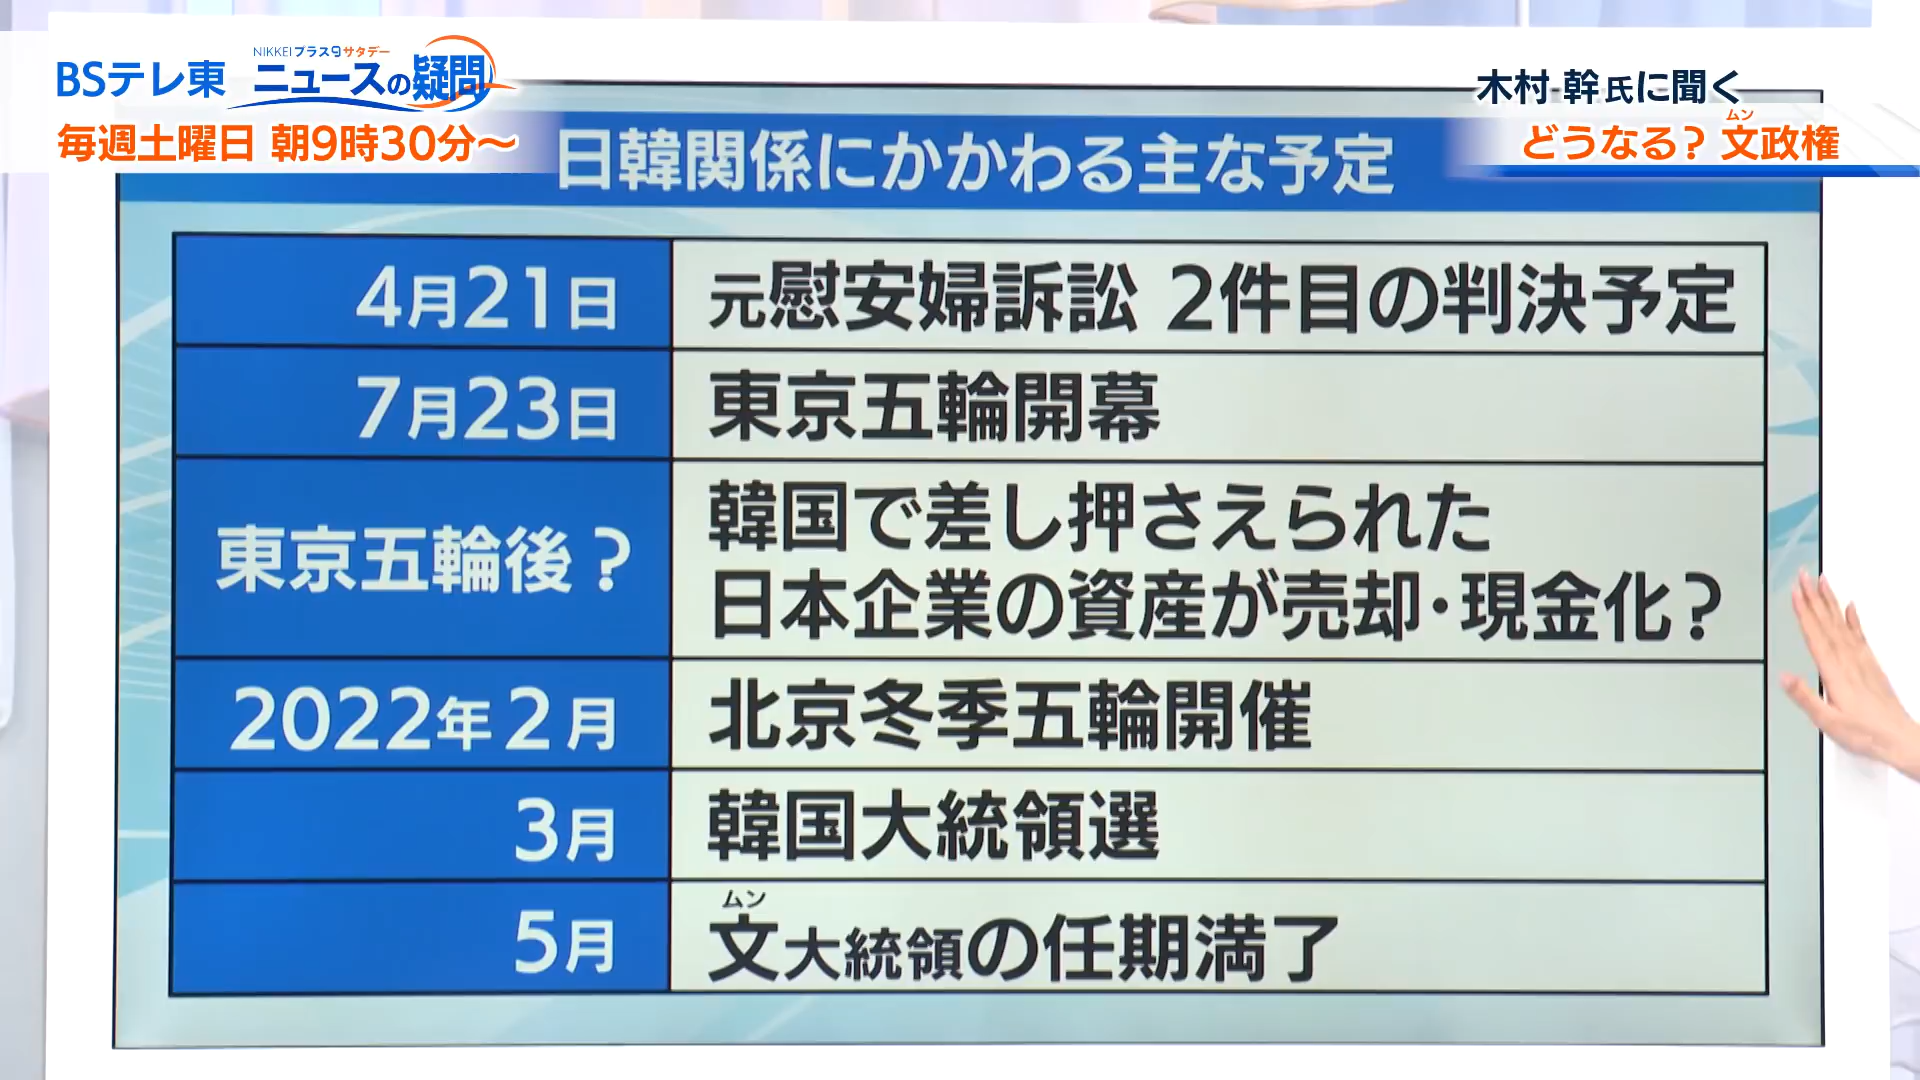 BSテレ東
NIKKEIプラス9サタデー
ニュースの疑問
毎週土曜日 朝9時30分～
木村 幹氏に聞く
ムン
どうなる？ 文政権
日韓関係にかかわる主な予定
4月21日 元慰安婦訴訟 2件目の判決予定
7月23日 東京五輪開幕
東京五輪後？ 韓国で差し押さえられた
日本企業の資産が売却・現金化？
2022年2月 北京冬季五輪開催
3月 韓国大統領選
ムン
5月 文大統領の任期満了